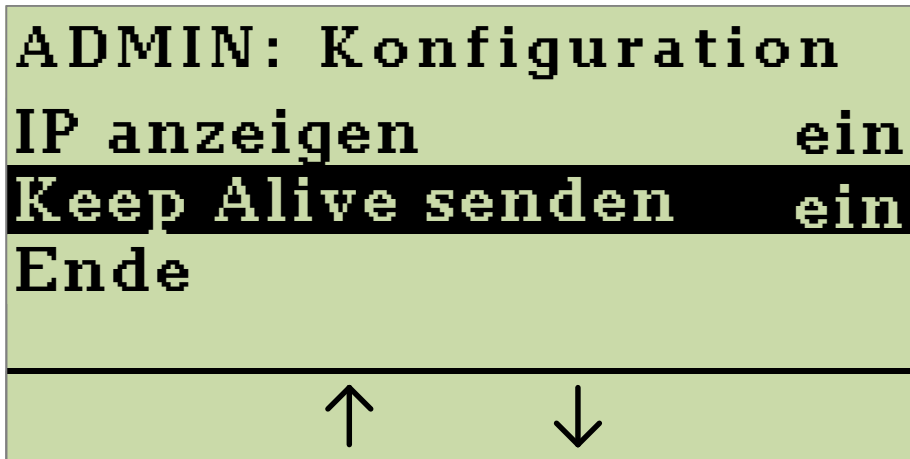 ADMIN: Konfiguration
IP anzeigen ein
Keep Alive senden ein
Ende
↑ ↓